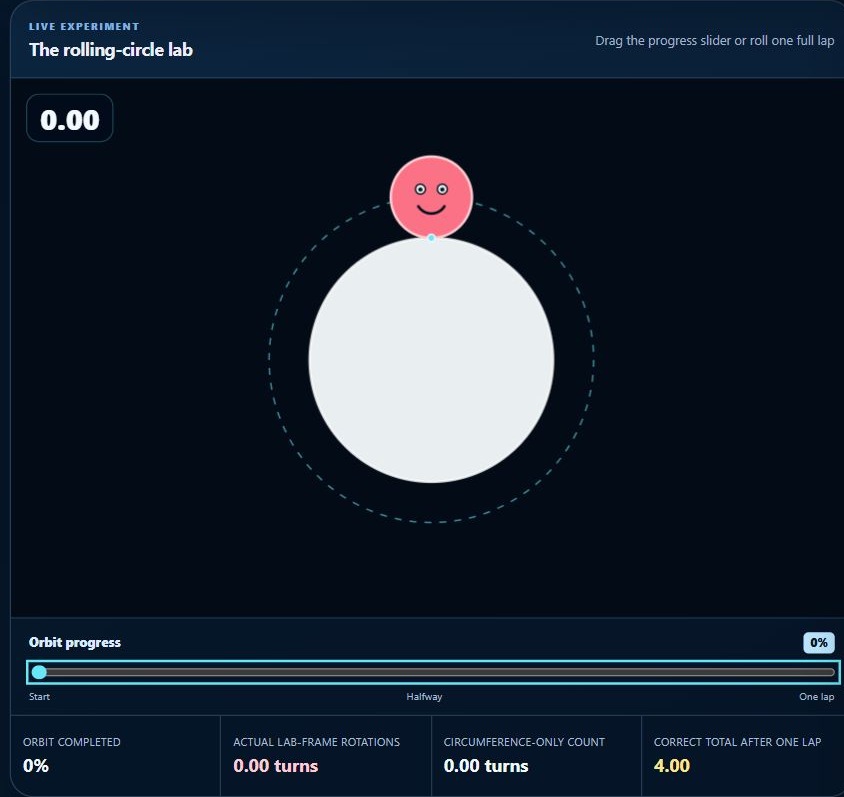 LIVE EXPERIMENT
The rolling-circle lab
Drag the progress slider or roll one full lap
0.00
Orbit progress
0%
Start
Halfway
One lap
ORBIT COMPLETED
0%
ACTUAL LAB-FRAME ROTATIONS
0.00 turns
CIRCUMFERENCE-ONLY COUNT
0.00 turns
CORRECT TOTAL AFTER ONE LAP
4.00